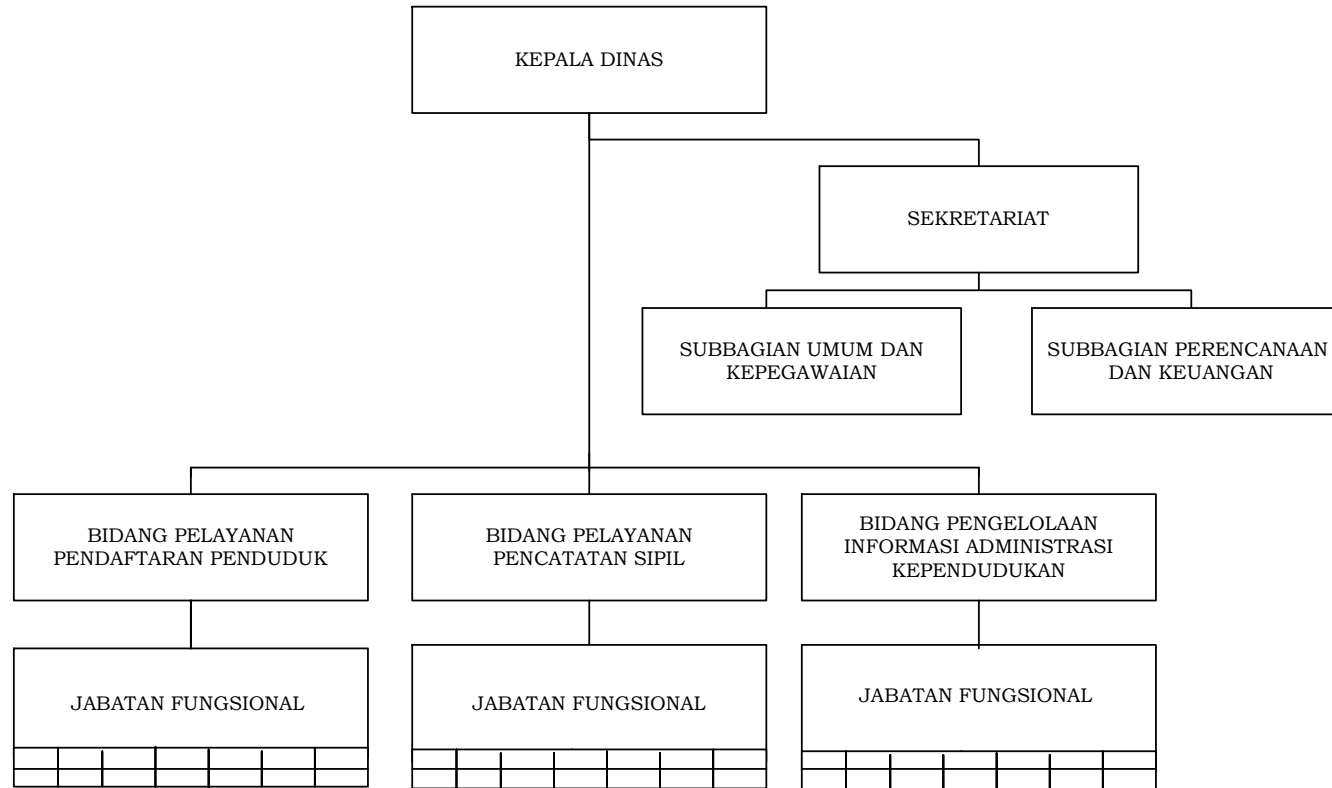 KEPALA DINAS
SEKRETARIAT
SUBBAGIAN UMUM DAN
KEPEGAWAIAN
SUBBAGIAN PERENCANAAN
DAN KEUANGAN
BIDANG PELAYANAN
PENDAFTARAN PENDUDUK
BIDANG PELAYANAN
PENCATATAN SIPIL
BIDANG PENGELOLAAN
INFORMASI ADMINISTRASI
KEPENDUDUKAN
JABATAN FUNGSIONAL
JABATAN FUNGSIONAL
JABATAN FUNGSIONAL